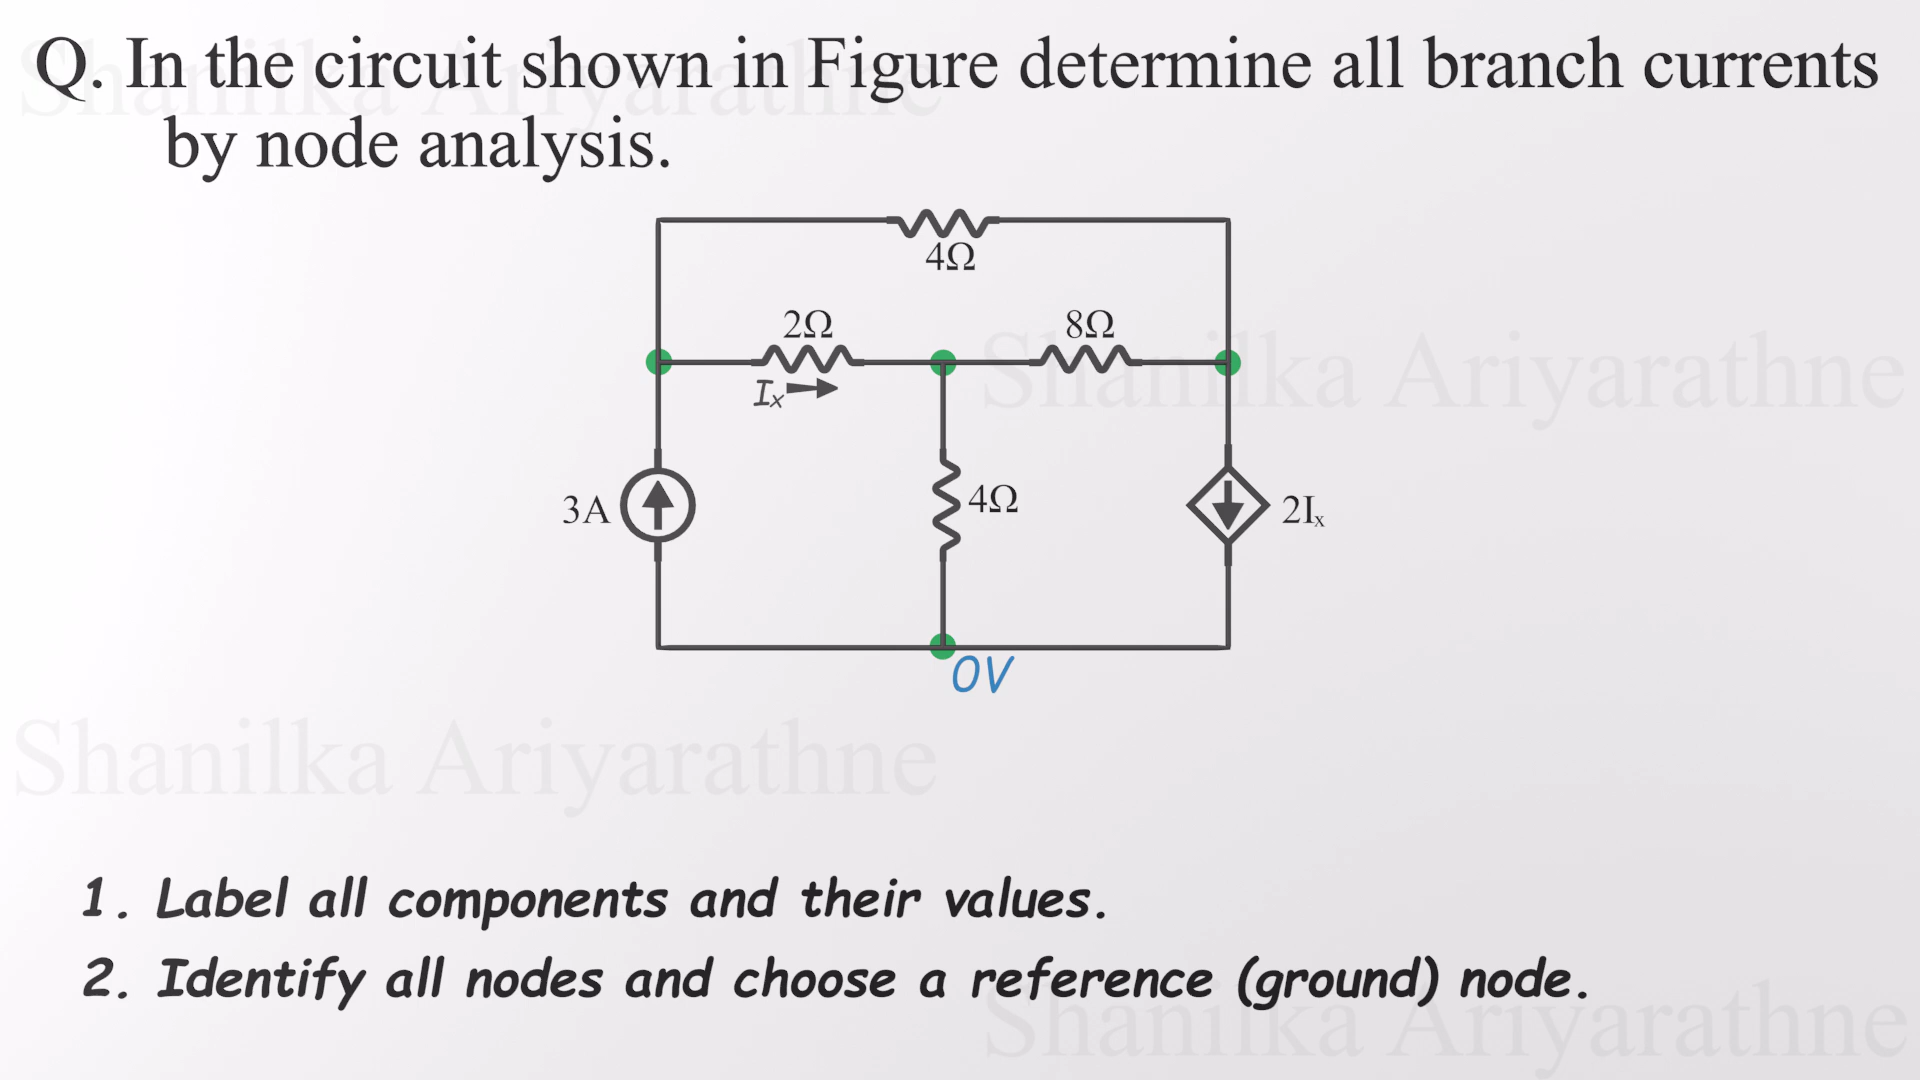 Shanilka Ariyarathne
Q. In the circuit shown in Figure determine all branch currents
by node analysis.
4Ω
2Ω
8Ω
Shanilka Ariyarathne
Iₓ
3A
4Ω
2Iₓ
0V
Shanilka Ariyarathne
1. Label all components and their values.
2. Identify all nodes and choose a reference (ground) node.
Shanilka Ariyarathne